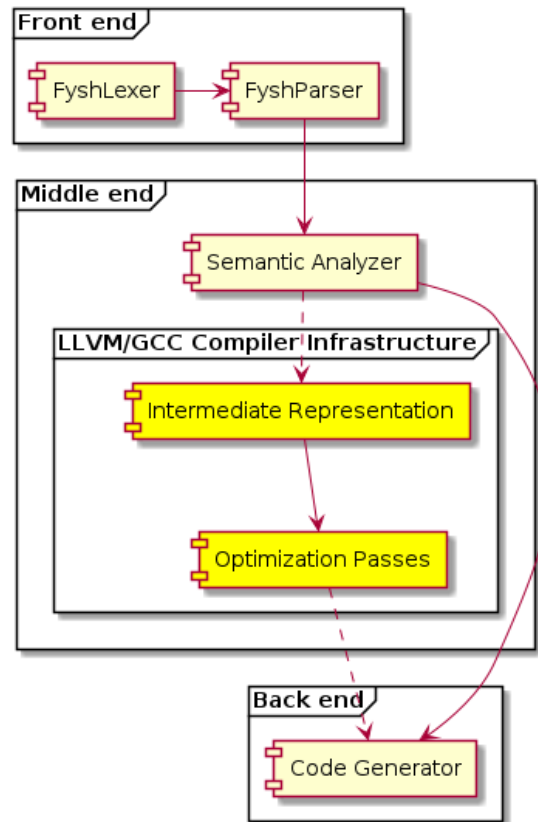 Front end
FyshLexer
FyshParser
Middle end
Semantic Analyzer
LLVM/GCC Compiler Infrastructure
Intermediate Representation
Optimization Passes
Back end
Code Generator